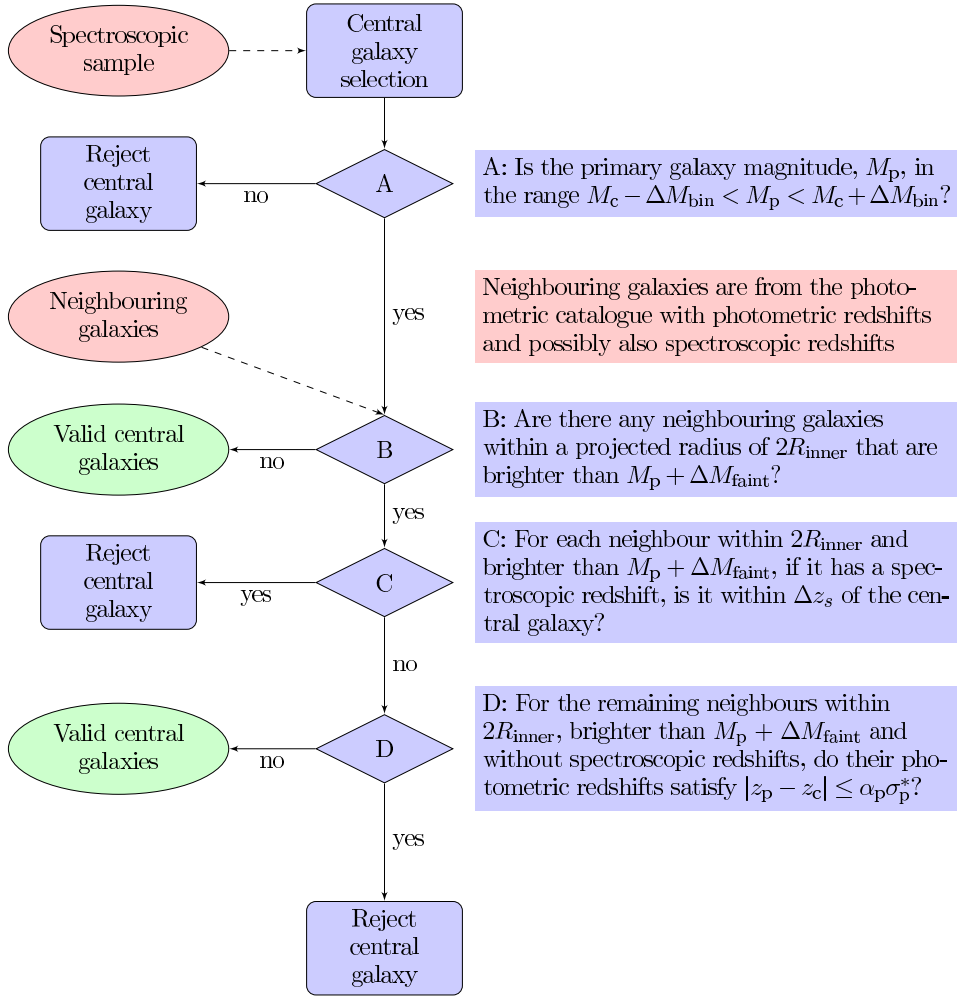 Spectroscopic
sample
Central
galaxy
selection
Reject
central
galaxy
no
A
A: Is the primary galaxy magnitude, Mp, in
the range Mc − ΔMbin < Mp < Mc + ΔMbin?
yes
Neighbouring
galaxies
Neighbouring galaxies are from the photo-
metric catalogue with photometric redshifts
and possibly also spectroscopic redshifts
Valid central
galaxies
no
B
B: Are there any neighbouring galaxies
within a projected radius of 2Rinner that are
brighter than Mp + ΔMfaint?
yes
Reject
central
galaxy
yes
C
C: For each neighbour within 2Rinner and
brighter than Mp + ΔMfaint, if it has a spec-
troscopic redshift, is it within Δzs of the cen-
tral galaxy?
no
Valid central
galaxies
no
D
D: For the remaining neighbours within
2Rinner, brighter than Mp + ΔMfaint and
without spectroscopic redshifts, do their pho-
tometric redshifts satisfy |zp − zc| ≤ αpσ*p?
yes
Reject
central
galaxy